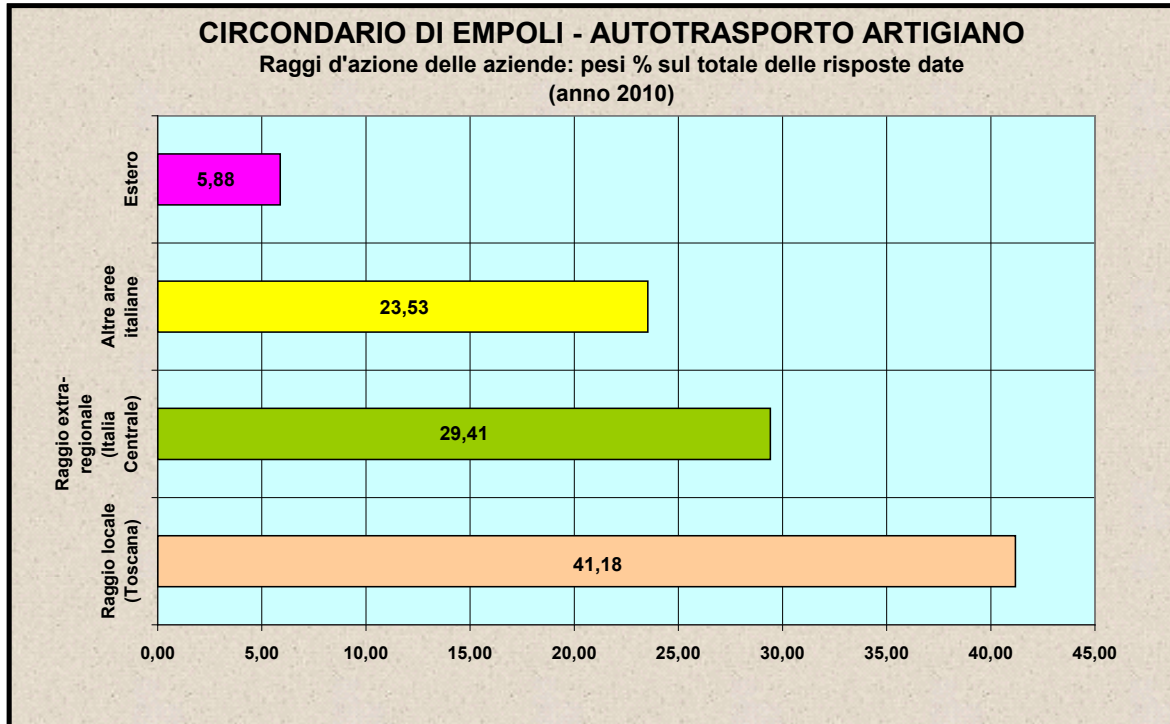 CIRCONDARIO DI EMPOLI - AUTOTRASPORTO ARTIGIANO
Raggi d'azione delle aziende: pesi % sul totale delle risposte date
(anno 2010)
Estero
5,88
Altre aree
italiane
23,53
Raggio extra-
regionale
(Italia
Centrale)
29,41
Raggio locale
(Toscana)
41,18
0,00 5,00 10,00 15,00 20,00 25,00 30,00 35,00 40,00 45,00